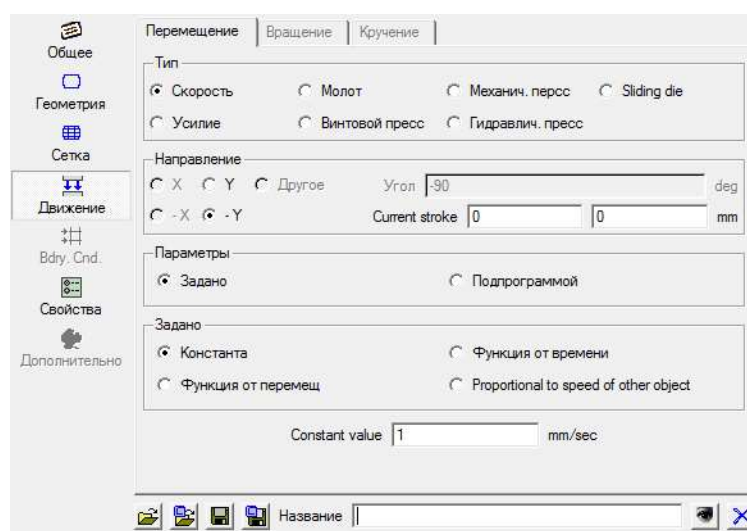 Общее
Геометрия
Сетка
Движение
Bdry. Cnd.
Свойства
Дополнительно
Перемещение Вращение Кручение
Тип
Скорость Молот Механич. персс Sliding die
Усилие Винтовой пресс Гидравлич. пресс
Направление
X Y Другое Угол -90 deg
-X -Y Current stroke 0 0 mm
Параметры
Задано Подпрограммой
Задано
Константа Функция от времени
Функция от перемещ Proportional to speed of other object
Constant value 1 mm/sec
Название